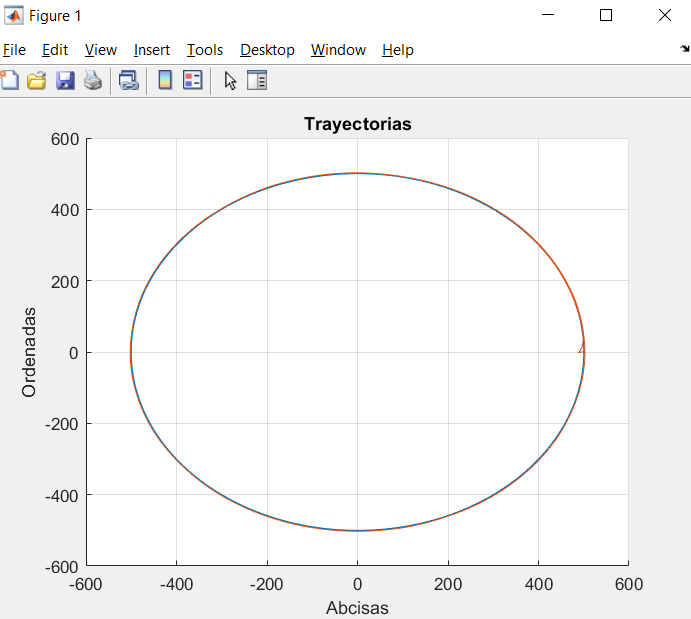 Figure 1
File Edit View Insert Tools Desktop Window Help
Trayectorias
600
400
200
0
-200
-400
-600
Ordenadas
-600 -400 -200 0 200 400 600
Abcisas